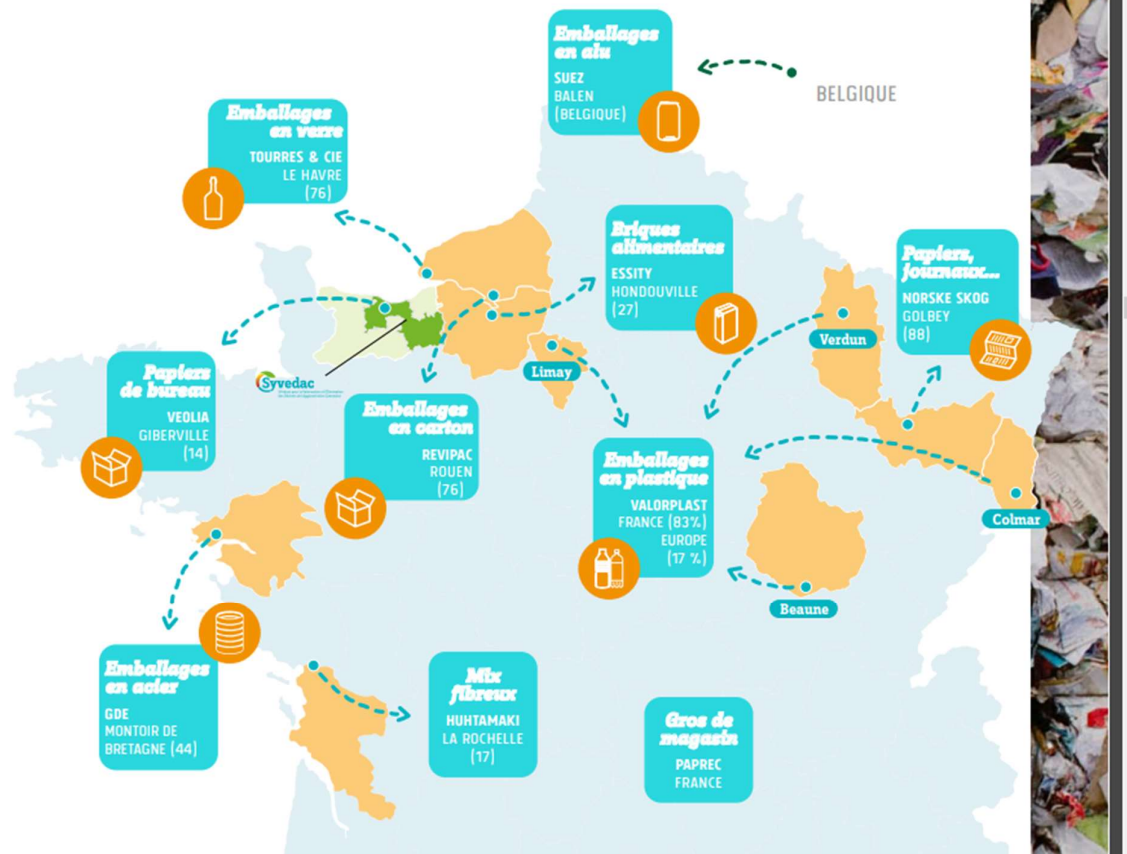 Emballages
en alu
SUEZ
BALEN
(BELGIQUE)
BELGIQUE
Emballages
en verre
TOURRES & CIE
LE HAVRE
(76)
Briques
alimentaires
ESSITY
HONDOUVILLE
(27)
Papiers,
journaux...
NORSKE SKOG
GOLBEY
(88)
Verdun
Limay
Syvedac
Papiers
de bureau
VEOLIA
GIBERVILLE
(14)
Emballages
en carton
REVIPAC
ROUEN
(76)
Emballages
en plastique
VALORPLAST
FRANCE (83%)
EUROPE
(17 %)
Colmar
Beaune
Emballages
en acier
GDE
MONTOIR DE
BRETAGNE (44)
Mix
fibreux
HUHTAMAKI
LA ROCHELLE
(17)
Gros de
magasin
PAPREC
FRANCE